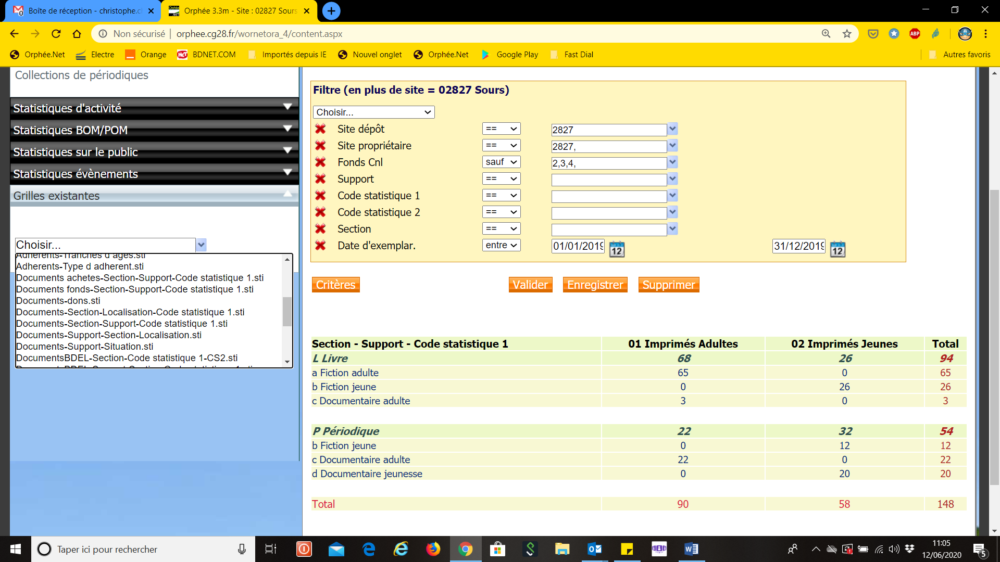 Boîte de réception - christophe.c
Orphée 3.3m - Site : 02827 Sours
Non sécurisé | orphee.cg28.fr/wornetora_4/content.aspx
ABP
Orphée.Net
Electre
Orange
BDNET.COM
Importés depuis IE
Nouvel onglet
Orphée.Net
Google Play
Fast Dial
Autres favoris
Collections de périodiques
Statistiques d'activité
Statistiques BOM/POM
Statistiques sur le public
Statistiques évènements
Grilles existantes
Choisir...
Adherents-Tranches d ages.sti
Adherents-Type d adherent.sti
Documents achetes-Section-Support-Code statistique 1.sti
Documents fonds-Section-Support-Code statistique 1.sti
Documents-dons.sti
Documents-Section-Localisation-Code statistique 1.sti
Documents-Section-Support-Code statistique 1.sti
Documents-Support-Section-Localisation.sti
Documents-Support-Situation.sti
DocumentsBDEL-Section-Code statistique 1-CS2.sti
Filtre (en plus de site = 02827 Sours)
Choisir...
Site dépôt == 2827
Site propriétaire == 2827,
Fonds Cnl sauf 2,3,4,
Support ==
Code statistique 1 ==
Code statistique 2 ==
Section ==
Date d'exemplar. entre 01/01/2019 12 31/12/2019 12
Critères Valider Enregistrer Supprimer
Section - Support - Code statistique 1 01 Imprimés Adultes 02 Imprimés Jeunes Total
L Livre 68 26 94
a Fiction adulte 65 0 65
b Fiction jeune 0 26 26
c Documentaire adulte 3 0 3
P Périodique 22 32 54
b Fiction jeune 0 12 12
c Documentaire adulte 22 0 22
d Documentaire jeunesse 0 20 20
Total 90 58 148
Taper ici pour rechercher
11:05
12/06/2020
5